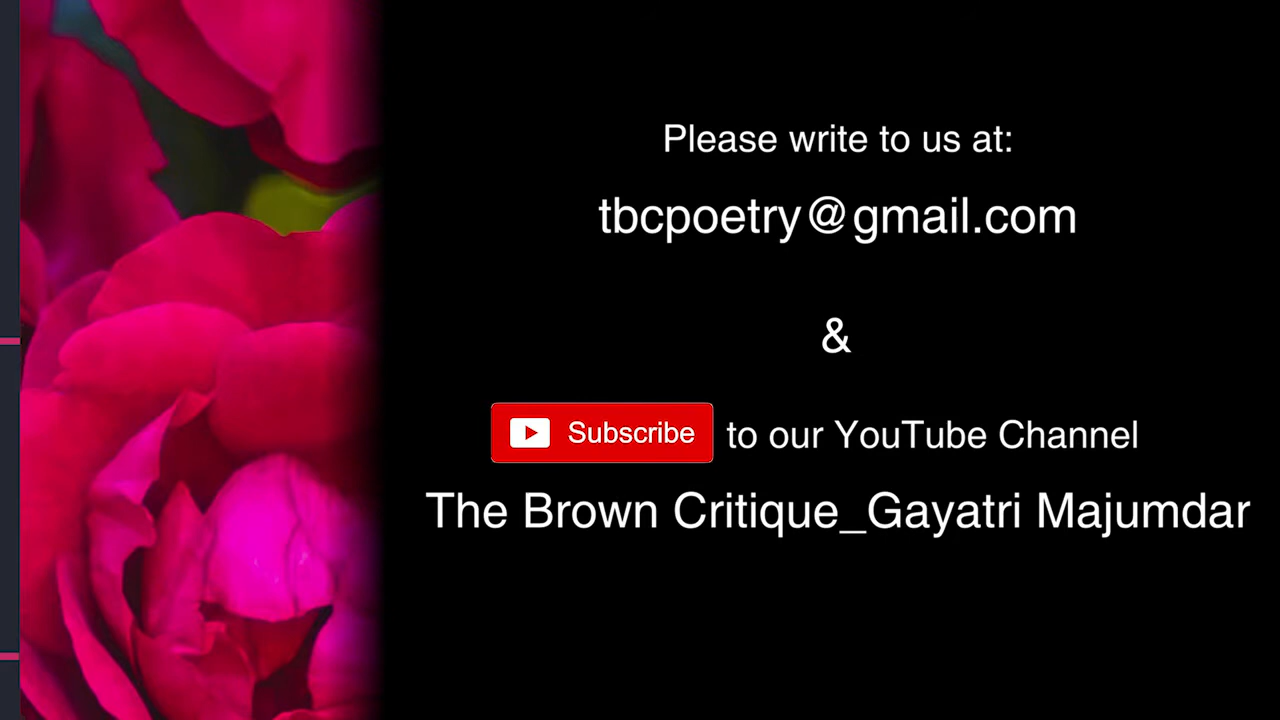 Please write to us at:
tbcpoetry@gmail.com
&
Subscribe to our YouTube Channel
The Brown Critique_Gayatri Majumdar